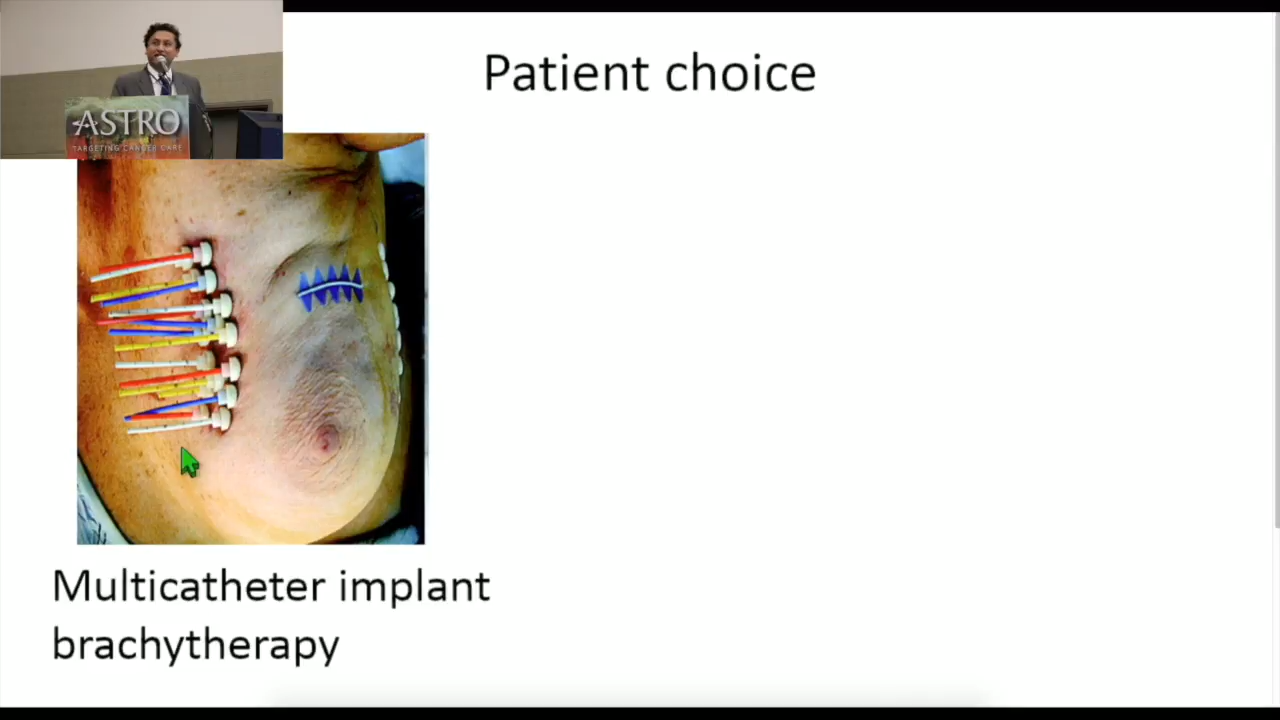 Patient choice
ASTRO
TARGETING CANCER CARE
Multicatheter implant
brachytherapy